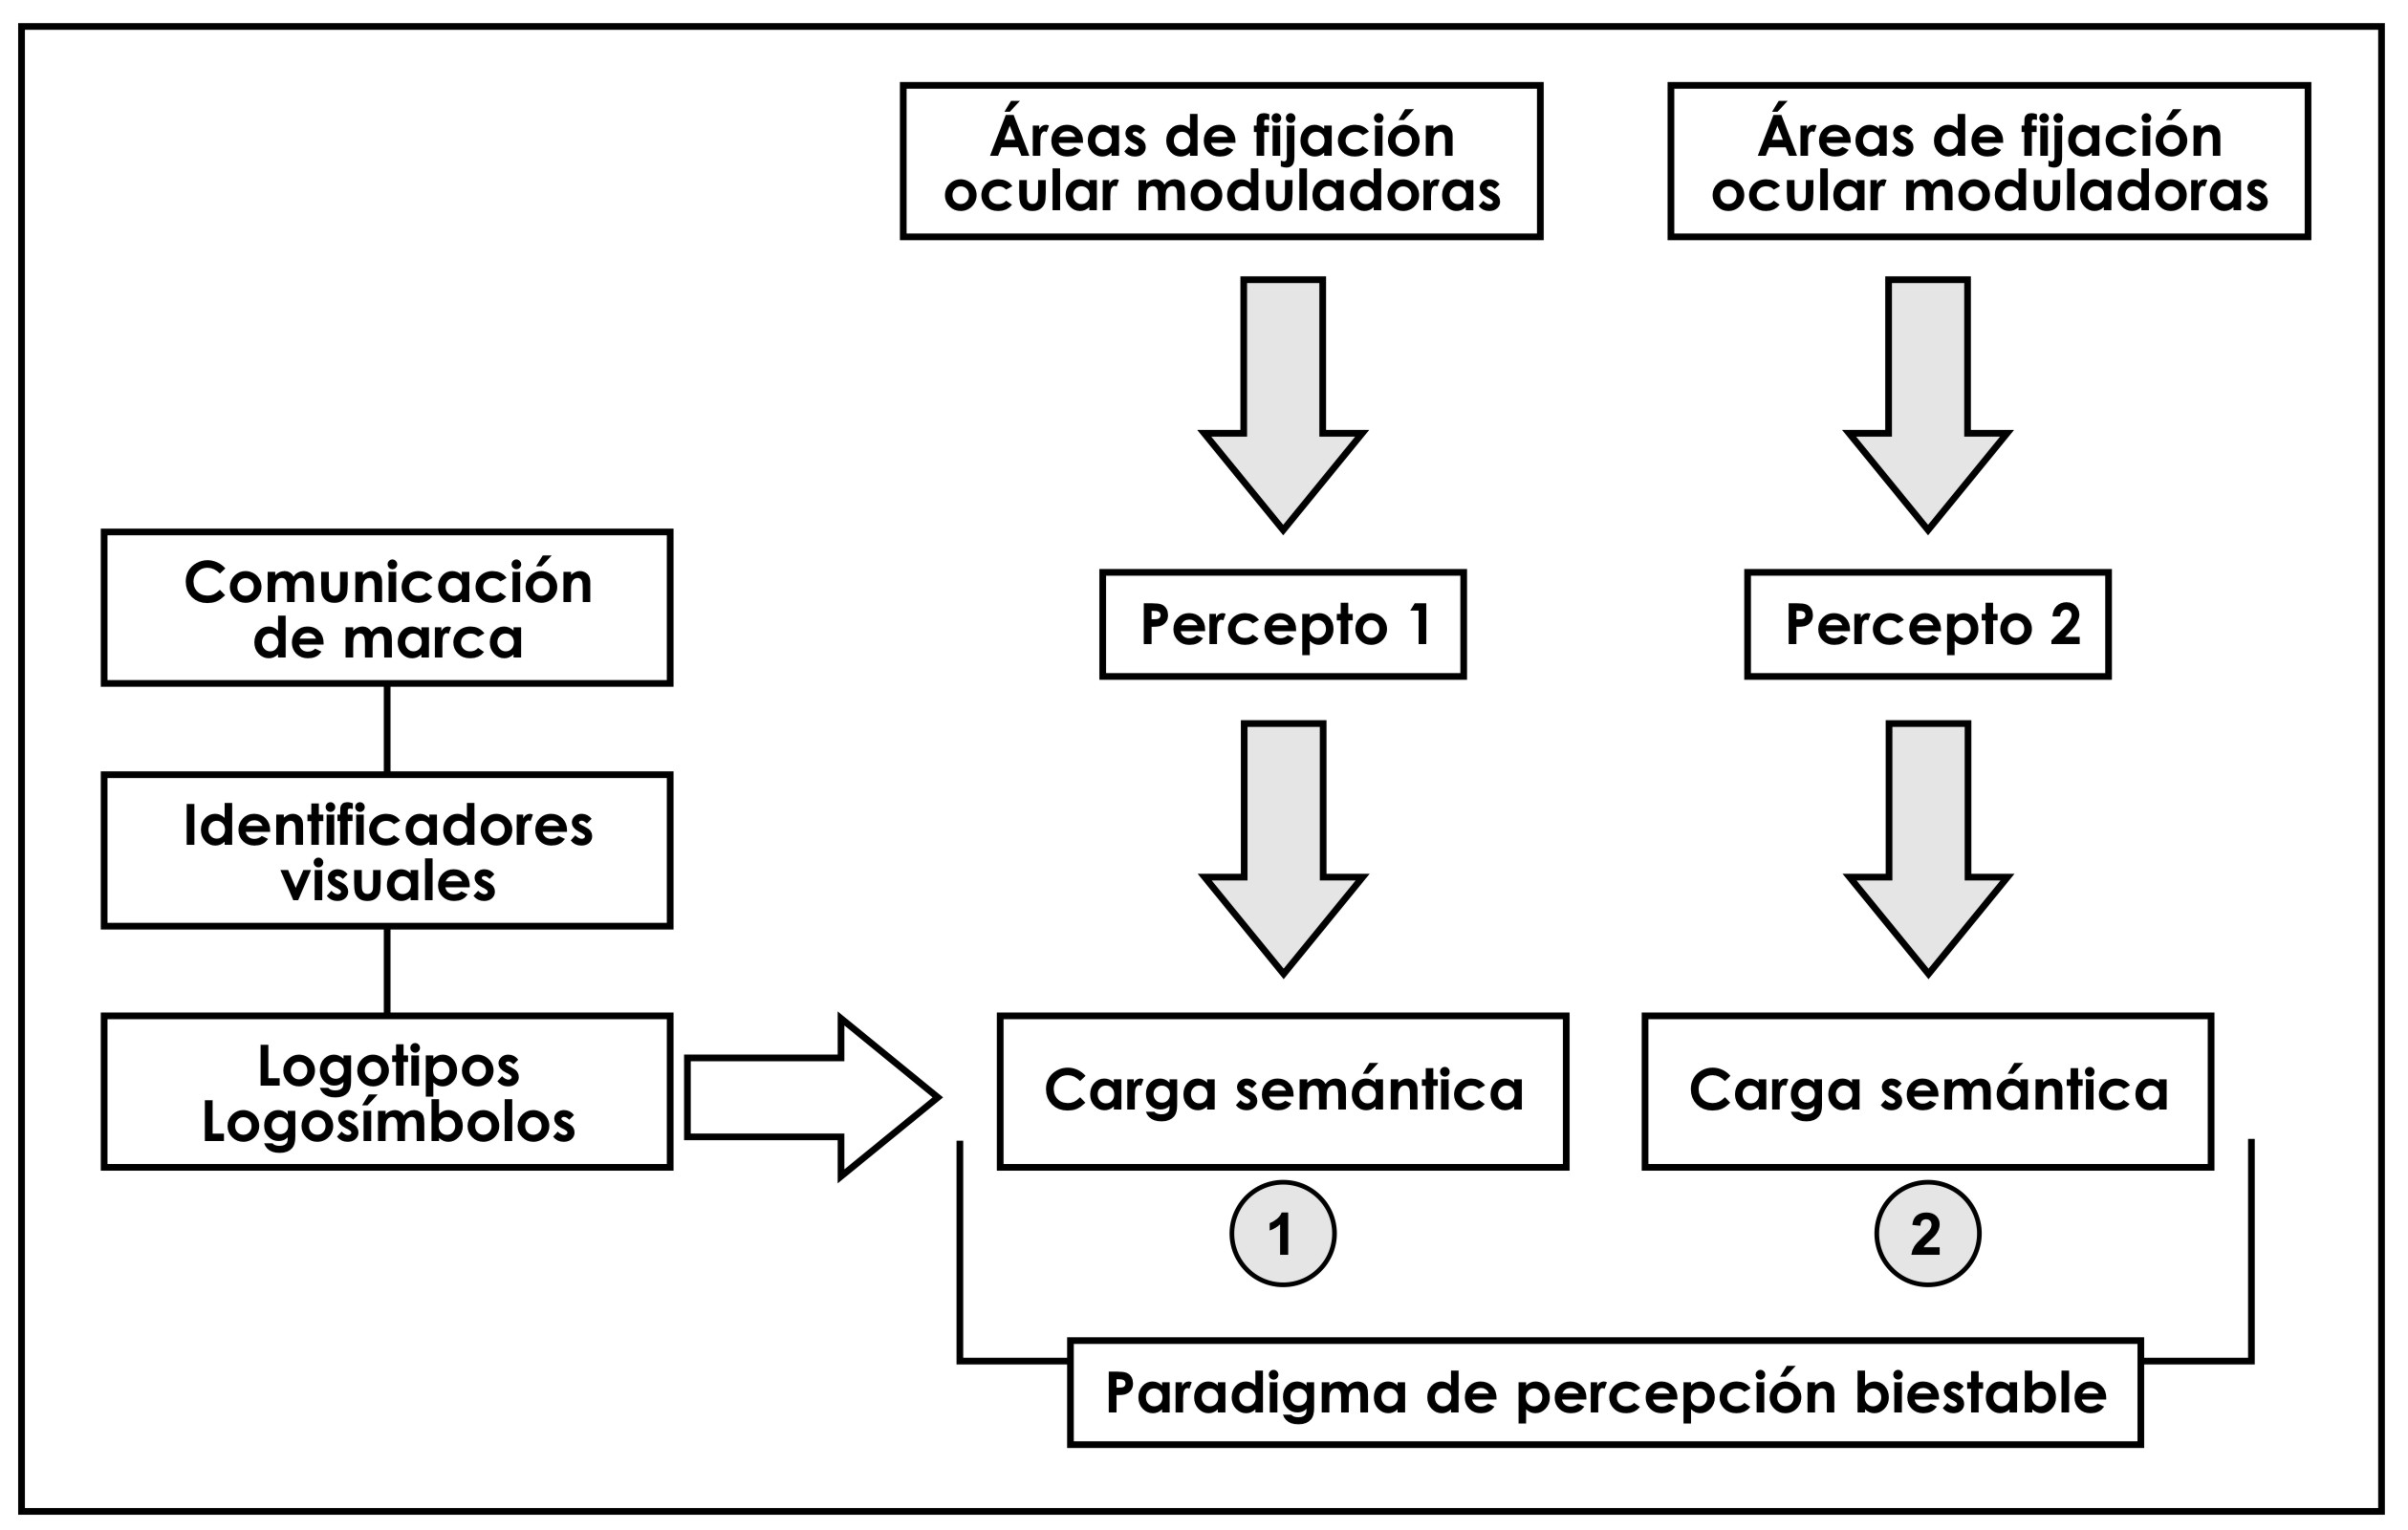 Áreas de fijación
ocular moduladoras
Áreas de fijación
ocular moduladoras
Comunicación
de marca
Percepto 1
Percepto 2
Identificadores
visuales
Logotipos
Logosímbolos
Carga semántica
Carga semántica
1
2
Paradigma de percepción biestable